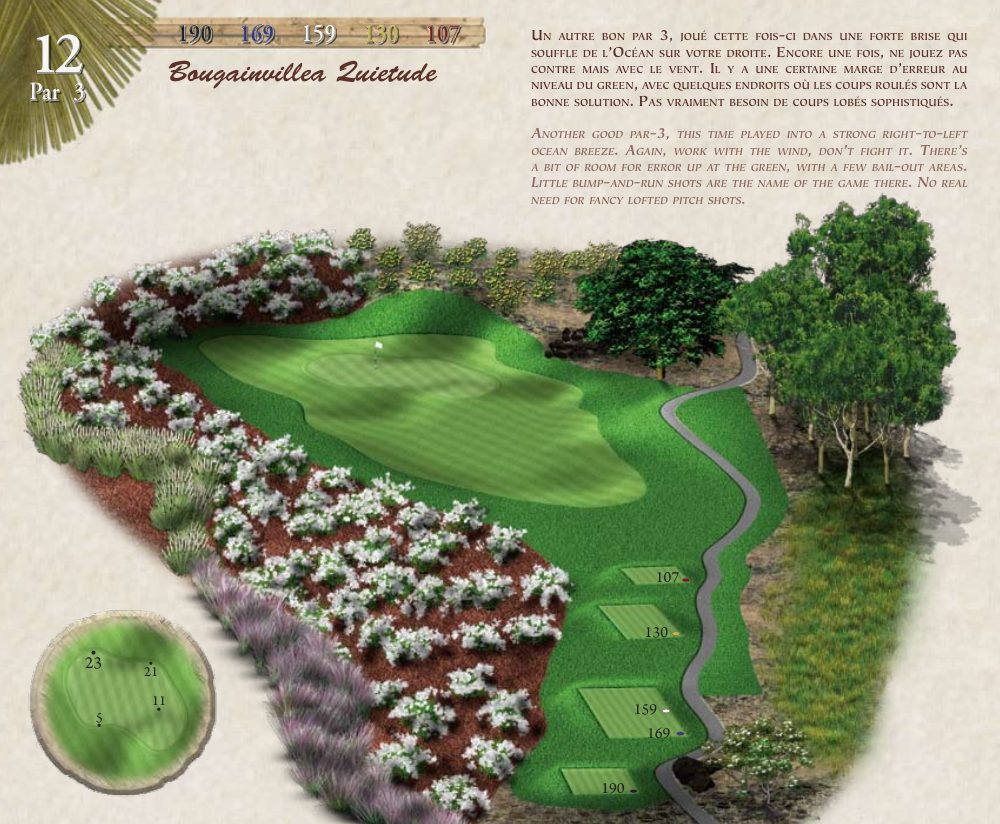 12
Par 3
190 169 159 130 107
Bougainvillea Quietude
Un autre bon par 3, joué cette fois-ci dans une forte brise qui
souffle de l'Océan sur votre droite. Encore une fois, ne jouez pas
contre mais avec le vent. Il y a une certaine marge d'erreur au
niveau du green, avec quelques endroits où les coups roulés sont la
bonne solution. Pas vraiment besoin de coups lobés sophistiqués.
Another good par-3, this time played into a strong right-to-left
ocean breeze. Again, work with the wind, don't fight it. There's
a bit of room for error up at the green, with a few bail-out areas.
Little bump-and-run shots are the name of the game there. No real
need for fancy lofted pitch shots.
107
130
159
169
190
23
21
11
5